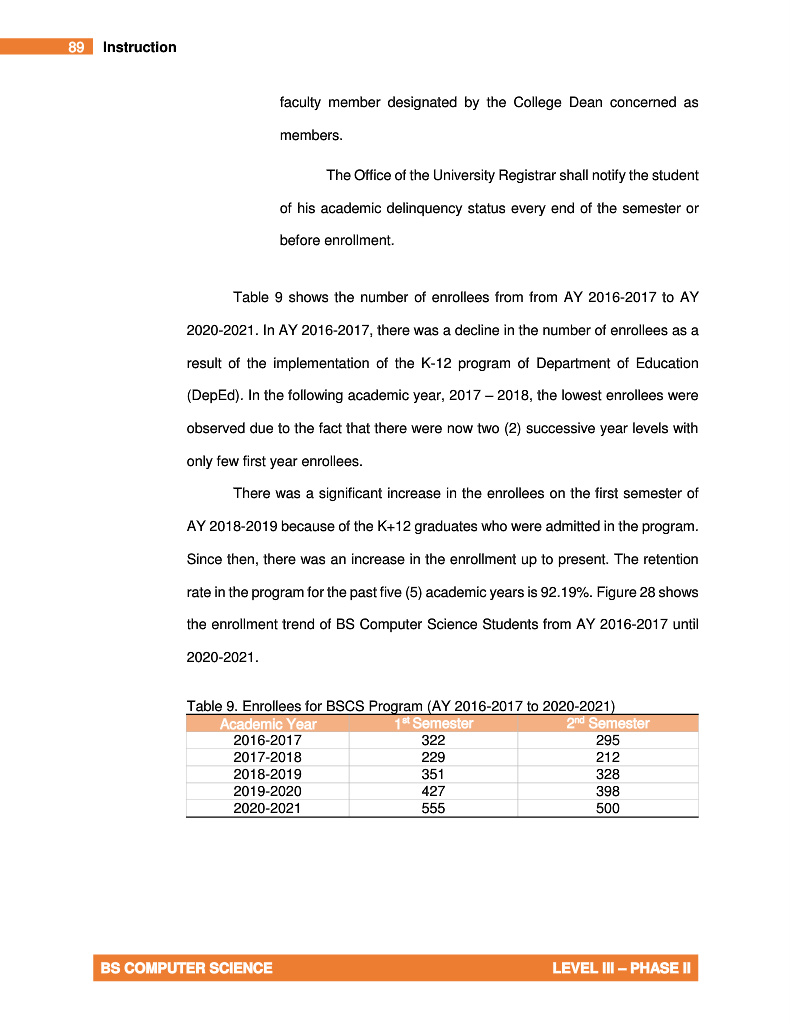 89 Instruction
faculty member designated by the College Dean concerned as
members.
The Office of the University Registrar shall notify the student
of his academic delinquency status every end of the semester or
before enrollment.
Table 9 shows the number of enrollees from from AY 2016-2017 to AY
2020-2021. In AY 2016-2017, there was a decline in the number of enrollees as a
result of the implementation of the K-12 program of Department of Education
(DepEd). In the following academic year, 2017 – 2018, the lowest enrollees were
observed due to the fact that there were now two (2) successive year levels with
only few first year enrollees.
There was a significant increase in the enrollees on the first semester of
AY 2018-2019 because of the K+12 graduates who were admitted in the program.
Since then, there was an increase in the enrollment up to present. The retention
rate in the program for the past five (5) academic years is 92.19%. Figure 28 shows
the enrollment trend of BS Computer Science Students from AY 2016-2017 until
2020-2021.
Table 9. Enrollees for BSCS Program (AY 2016-2017 to 2020-2021)
Academic Year 1st Semester 2nd Semester
2016-2017 322 295
2017-2018 229 212
2018-2019 351 328
2019-2020 427 398
2020-2021 555 500
BS COMPUTER SCIENCE LEVEL III – PHASE II